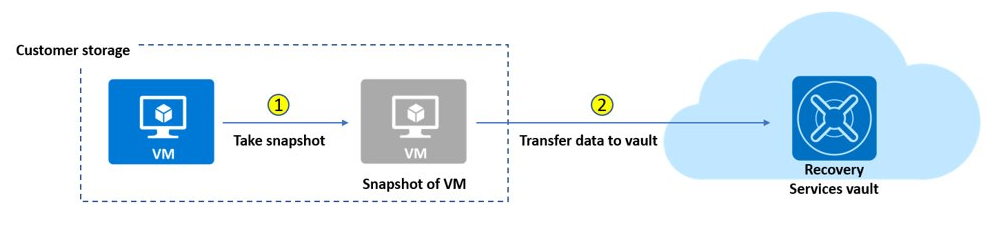 Customer storage
1
2
VM
Take snapshot
VM
Transfer data to vault
Snapshot of VM
Recovery
Services vault